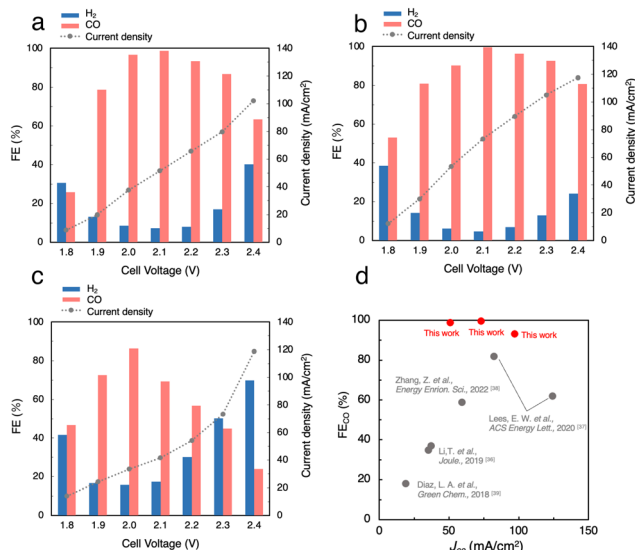 a
H₂
CO
Current density
100
80
60
40
20
0
FE (%)
140
120
100
80
60
40
20
0
Current density (mA/cm²)
1.8 1.9 2.0 2.1 2.2 2.3 2.4
Cell Voltage (V)
b
H₂
CO
Current density
100
80
60
40
20
0
FE (%)
140
120
100
80
60
40
20
0
Current density (mA/cm²)
1.8 1.9 2.0 2.1 2.2 2.3 2.4
Cell Voltage (V)
c
H₂
CO
Current density
100
80
60
40
20
0
FE (%)
140
120
100
80
60
40
20
0
Current density (mA/cm²)
1.8 1.9 2.0 2.1 2.2 2.3 2.4
Cell Voltage (V)
d
100
80
60
40
20
0
FE_CO (%)
This work
This work
This work
Zhang, Z. et al.,
Energy Enrion. Sci., 2022 [38]
Lees, E. W. et al.,
ACS Energy Lett., 2020 [37]
Li,T. et al.,
Joule., 2019 [36]
Diaz, L. A. et al.,
Green Chem., 2018 [39]
0 50 100 150
J_CO (mA/cm²)